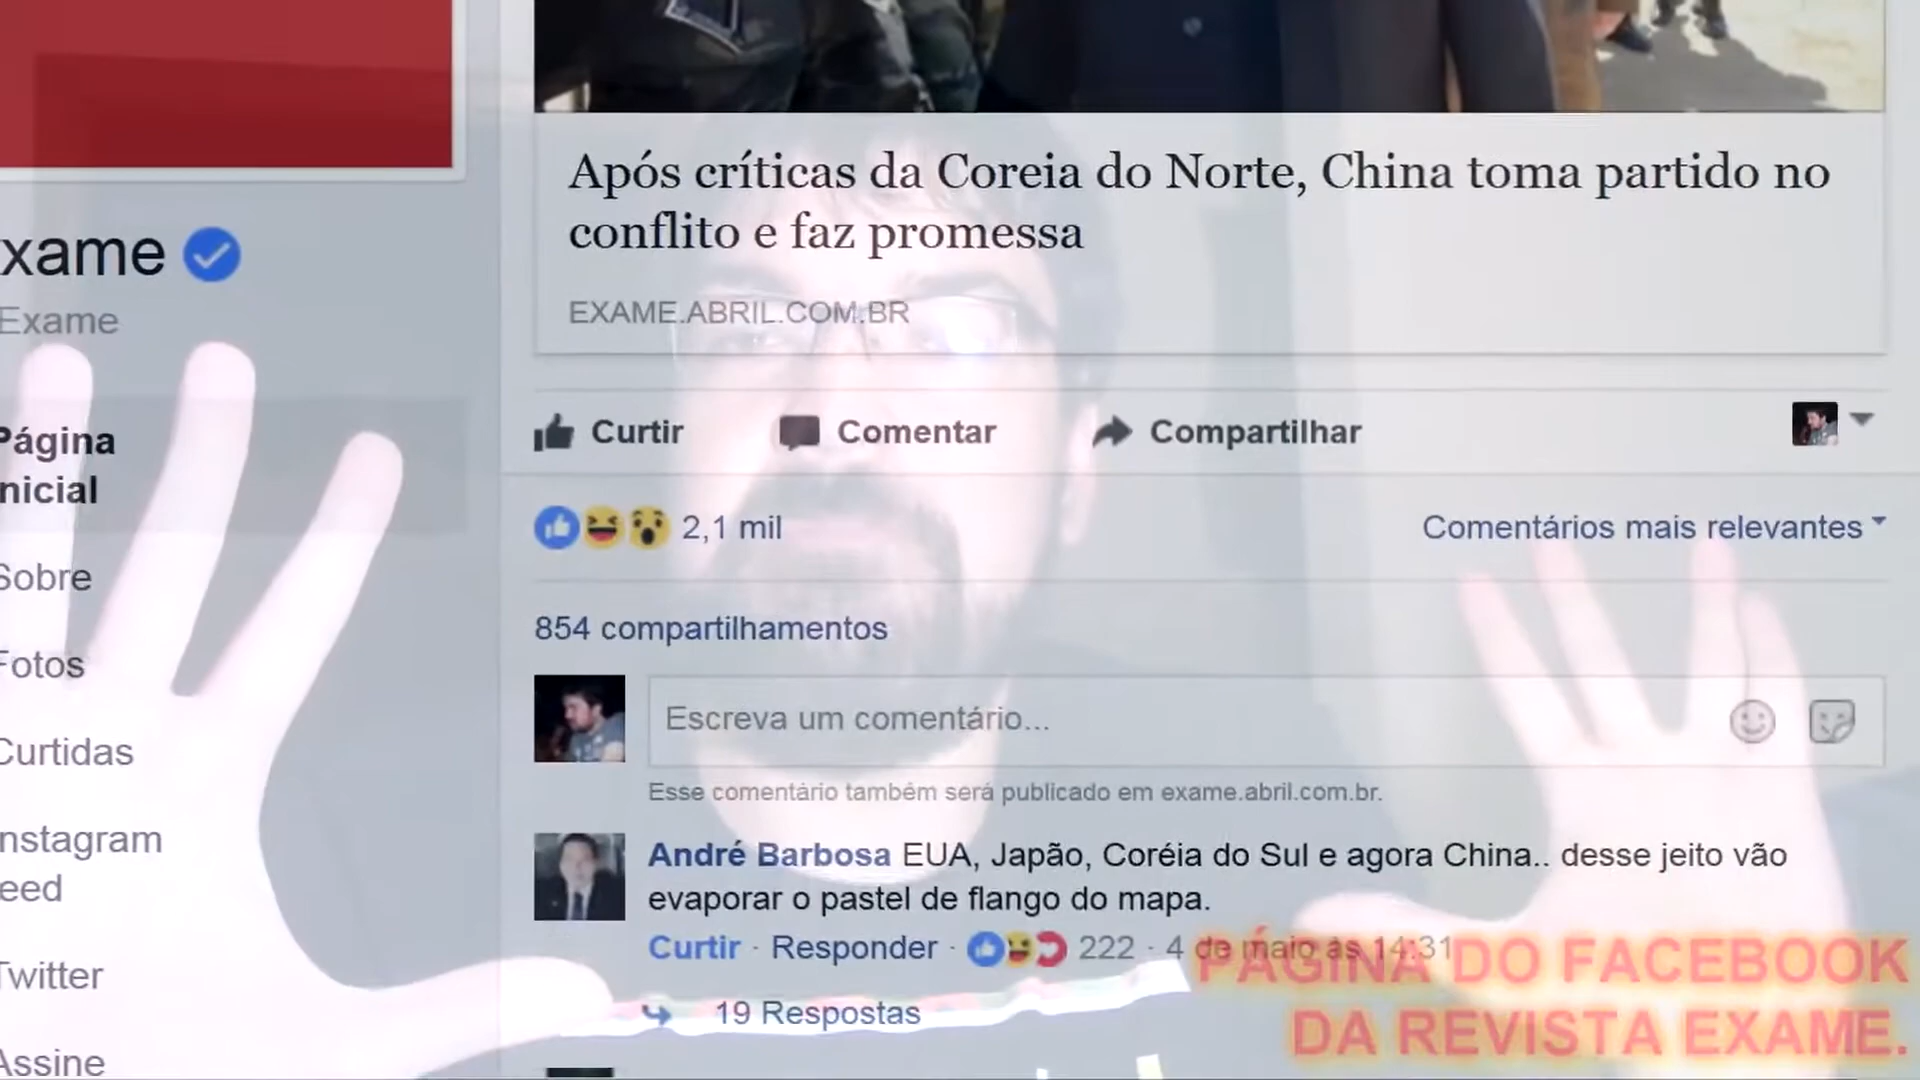 Após críticas da Coreia do Norte, China toma partido no
conflito e faz promessa
EXAME.ABRIL.COM.BR
xame
Exame
Página
nicial
Sobre
Fotos
Curtidas
nstagram
eed
Twitter
Assine
Curtir Comentar Compartilhar
2,1 mil Comentários mais relevantes
854 compartilhamentos
Escreva um comentário...
Esse comentário também será publicado em exame.abril.com.br.
André Barbosa EUA, Japão, Coréia do Sul e agora China.. desse jeito vão
evaporar o pastel de flango do mapa.
Curtir · Responder · 222 · 4 de maio às 14:31
19 Respostas
PÁGINA DO FACEBOOK
DA REVISTA EXAME.